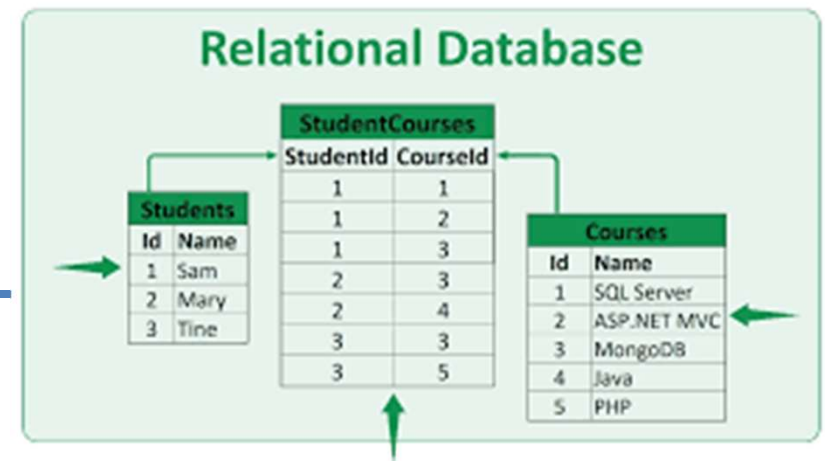 Relational Database
StudentCourses
StudentId CourseId
1 1
1 2
1 3
2 3
2 4
3 3
3 5
Students
Id Name
1 Sam
2 Mary
3 Tine
Courses
Id Name
1 SQL Server
2 ASP.NET MVC
3 MongoDB
4 Java
5 PHP